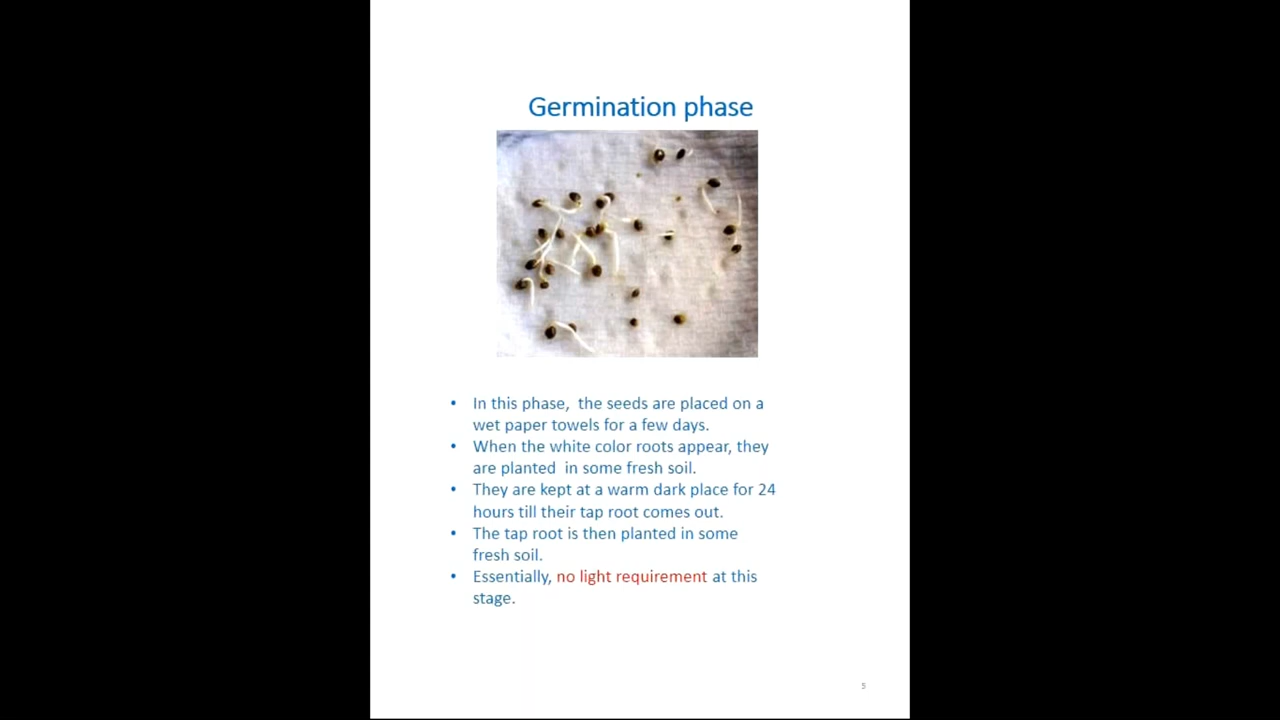 Germination phase
• In this phase,  the seeds are placed on a
wet paper towels for a few days.
• When the white color roots appear, they
are planted  in some fresh soil.
• They are kept at a warm dark place for 24
hours till their tap root comes out.
• The tap root is then planted in some
fresh soil.
• Essentially, no light requirement at this
stage.
5